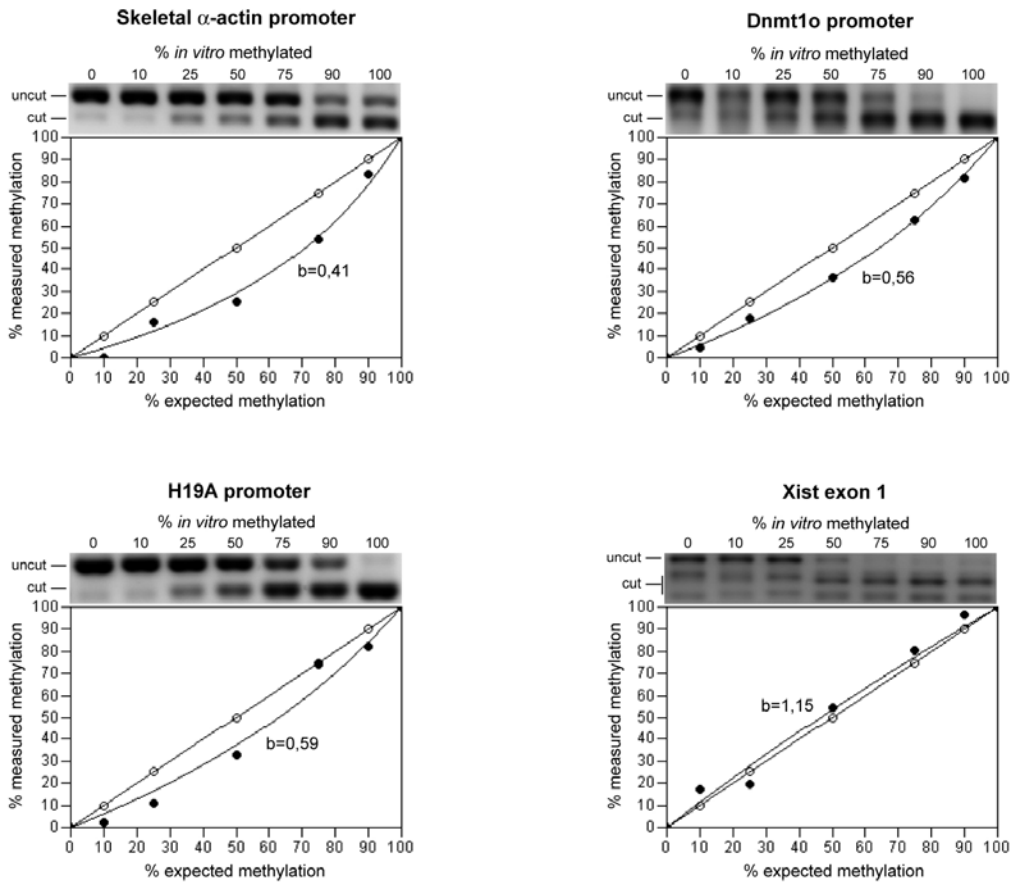 Skeletal α-actin promoter
% in vitro methylated
0 10 25 50 75 90 100
uncut
cut
100
90
80
70
60
50
40
30
20
10
0
% measured methylation
b=0,41
0 10 20 30 40 50 60 70 80 90 100
% expected methylation
Dnmt1o promoter
% in vitro methylated
0 10 25 50 75 90 100
uncut
cut
100
90
80
70
60
50
40
30
20
10
0
% measured methylation
b=0,56
0 10 20 30 40 50 60 70 80 90 100
% expected methylation
H19A promoter
% in vitro methylated
0 10 25 50 75 90 100
uncut
cut
100
90
80
70
60
50
40
30
20
10
0
% measured methylation
b=0,59
0 10 20 30 40 50 60 70 80 90 100
% expected methylation
Xist exon 1
% in vitro methylated
0 10 25 50 75 90 100
uncut
cut
100
90
80
70
60
50
40
30
20
10
0
% measured methylation
b=1,15
0 10 20 30 40 50 60 70 80 90 100
% expected methylation